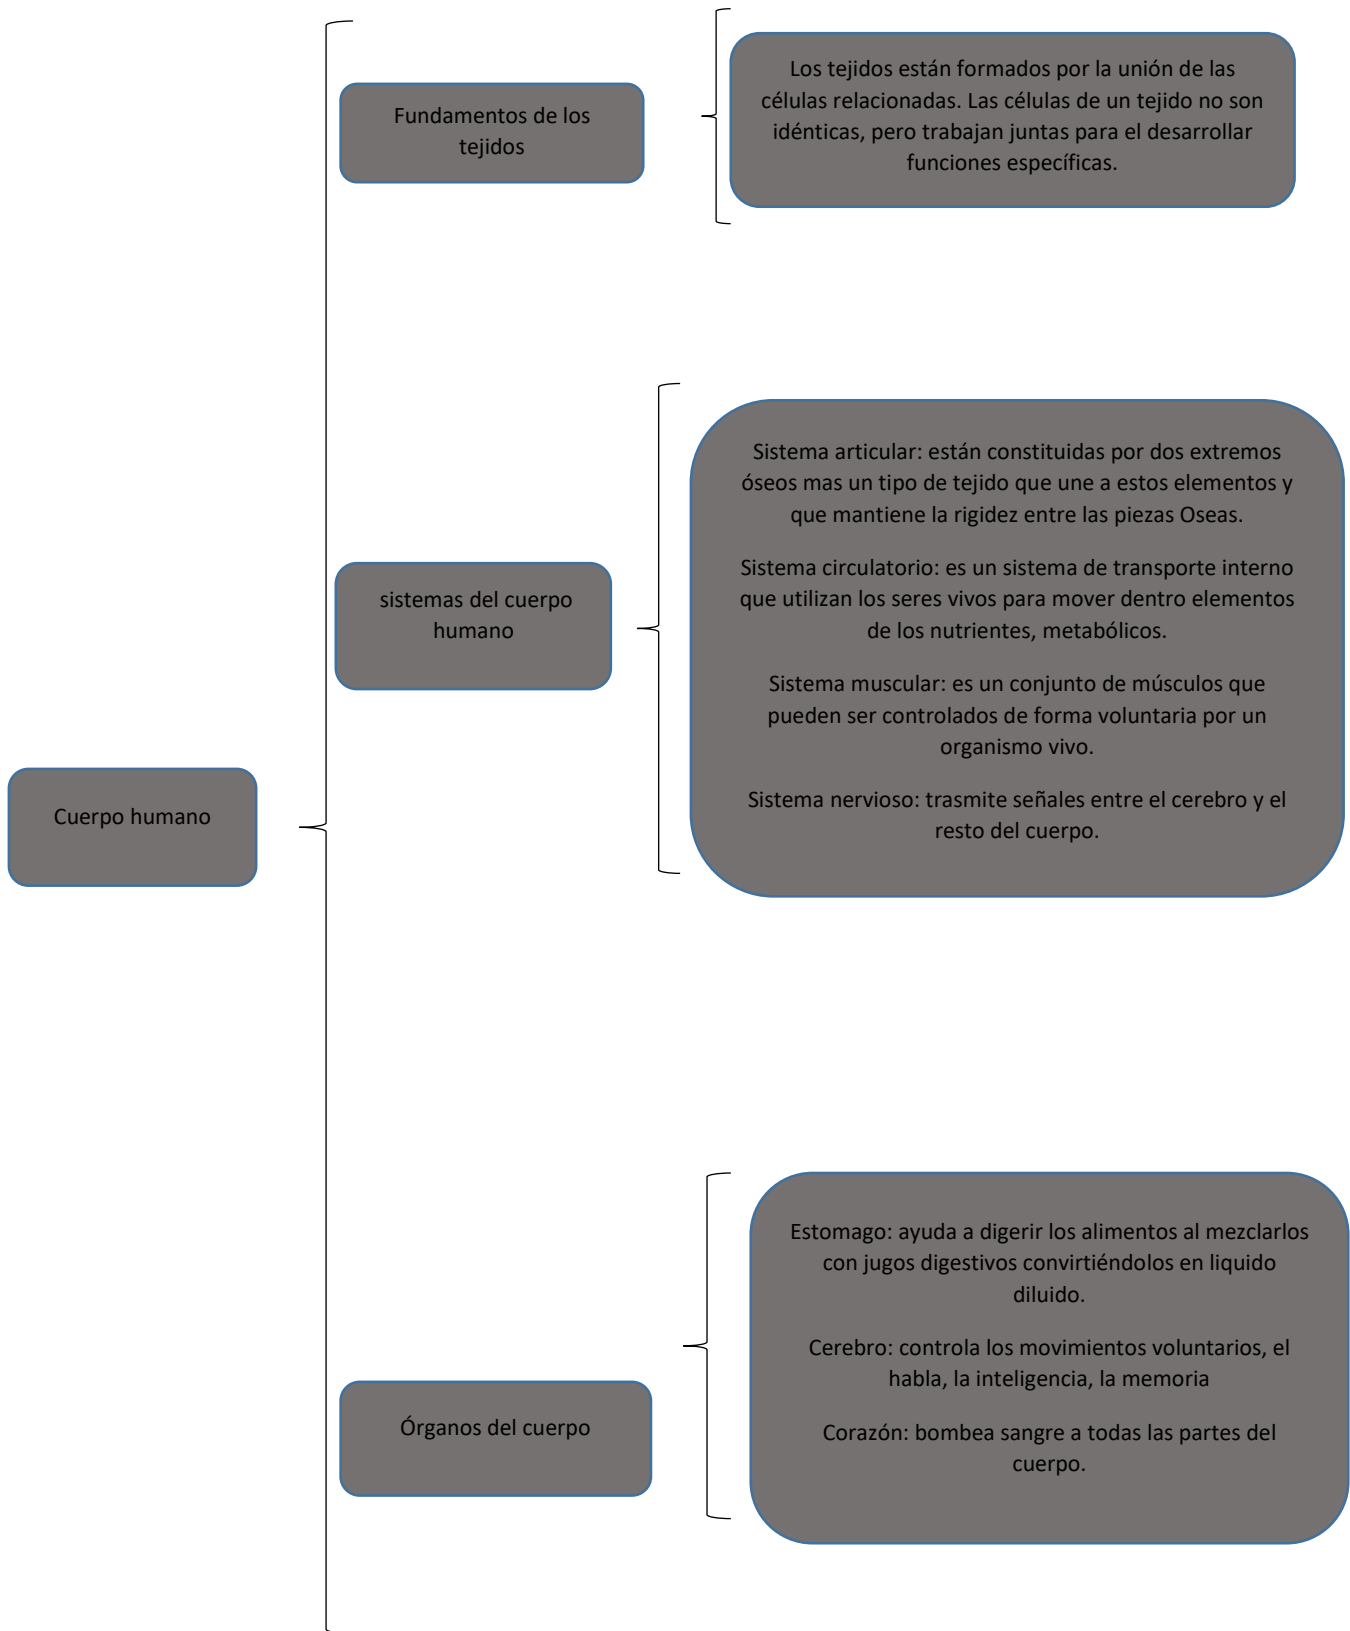 Cuerpo humano
Fundamentos de los
tejidos
Los tejidos están formados por la unión de las
células relacionadas. Las células de un tejido no son
idénticas, pero trabajan juntas para el desarrollar
funciones específicas.
sistemas del cuerpo
humano
Sistema articular: están constituidas por dos extremos
óseos mas un tipo de tejido que une a estos elementos y
que mantiene la rigidez entre las piezas Oseas.
Sistema circulatorio: es un sistema de transporte interno
que utilizan los seres vivos para mover dentro elementos
de los nutrientes, metabólicos.
Sistema muscular: es un conjunto de músculos que
pueden ser controlados de forma voluntaria por un
organismo vivo.
Sistema nervioso: trasmite señales entre el cerebro y el
resto del cuerpo.
Órganos del cuerpo
Estomago: ayuda a digerir los alimentos al mezclarlos
con jugos digestivos convirtiéndolos en liquido
diluido.
Cerebro: controla los movimientos voluntarios, el
habla, la inteligencia, la memoria
Corazón: bombea sangre a todas las partes del
cuerpo.